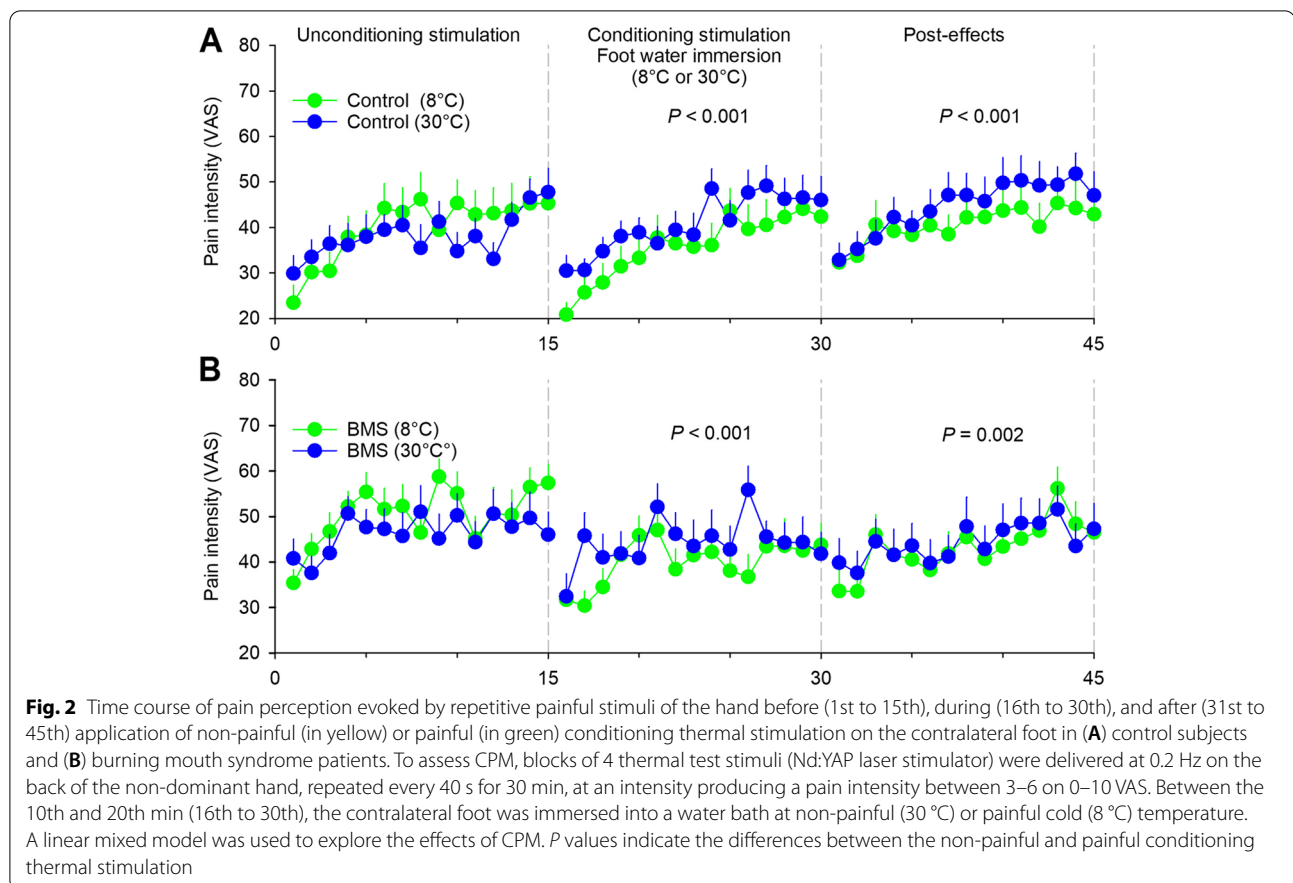 A
Unconditioning stimulation
Conditioning stimulation
Foot water immersion
(8°C or 30°C)
Post-effects
Control (8°C)
Control (30°C)
P < 0.001
P < 0.001
Pain intensity (VAS)
80
70
60
50
40
30
20
0
15
30
45
B
BMS (8°C)
BMS (30°C°)
P < 0.001
P = 0.002
Pain intensity (VAS)
80
70
60
50
40
30
20
0
15
30
45
Fig. 2 Time course of pain perception evoked by repetitive painful stimuli of the hand before (1st to 15th), during (16th to 30th), and after (31st to
45th) application of non-painful (in yellow) or painful (in green) conditioning thermal stimulation on the contralateral foot in (A) control subjects
and (B) burning mouth syndrome patients. To assess CPM, blocks of 4 thermal test stimuli (Nd:YAP laser stimulator) were delivered at 0.2 Hz on the
back of the non-dominant hand, repeated every 40 s for 30 min, at an intensity producing a pain intensity between 3–6 on 0–10 VAS. Between the
10th and 20th min (16th to 30th), the contralateral foot was immersed into a water bath at non-painful (30 °C) or painful cold (8 °C) temperature.
A linear mixed model was used to explore the effects of CPM. P values indicate the differences between the non-painful and painful conditioning
thermal stimulation